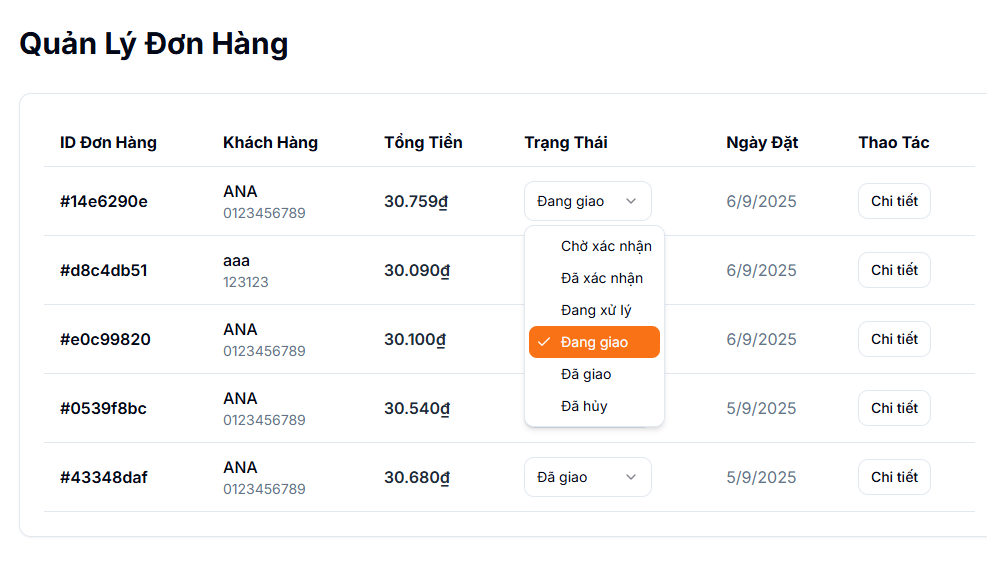 Quản Lý Đơn Hàng
ID Đơn Hàng Khách Hàng Tổng Tiền Trạng Thái Ngày Đặt Thao Tác
#14e6290e ANA 30.759₫ Đang giao 6/9/2025 Chi tiết
0123456789
Chờ xác nhận
#d8c4db51 aaa 30.090₫ 6/9/2025 Chi tiết
123123
Đã xác nhận
Đang xử lý
#e0c99820 ANA 30.100₫ Đang giao 6/9/2025 Chi tiết
0123456789
Đã giao
#0539f8bc ANA 30.540₫ Đã hủy 5/9/2025 Chi tiết
0123456789
#43348daf ANA 30.680₫ Đã giao 5/9/2025 Chi tiết
0123456789